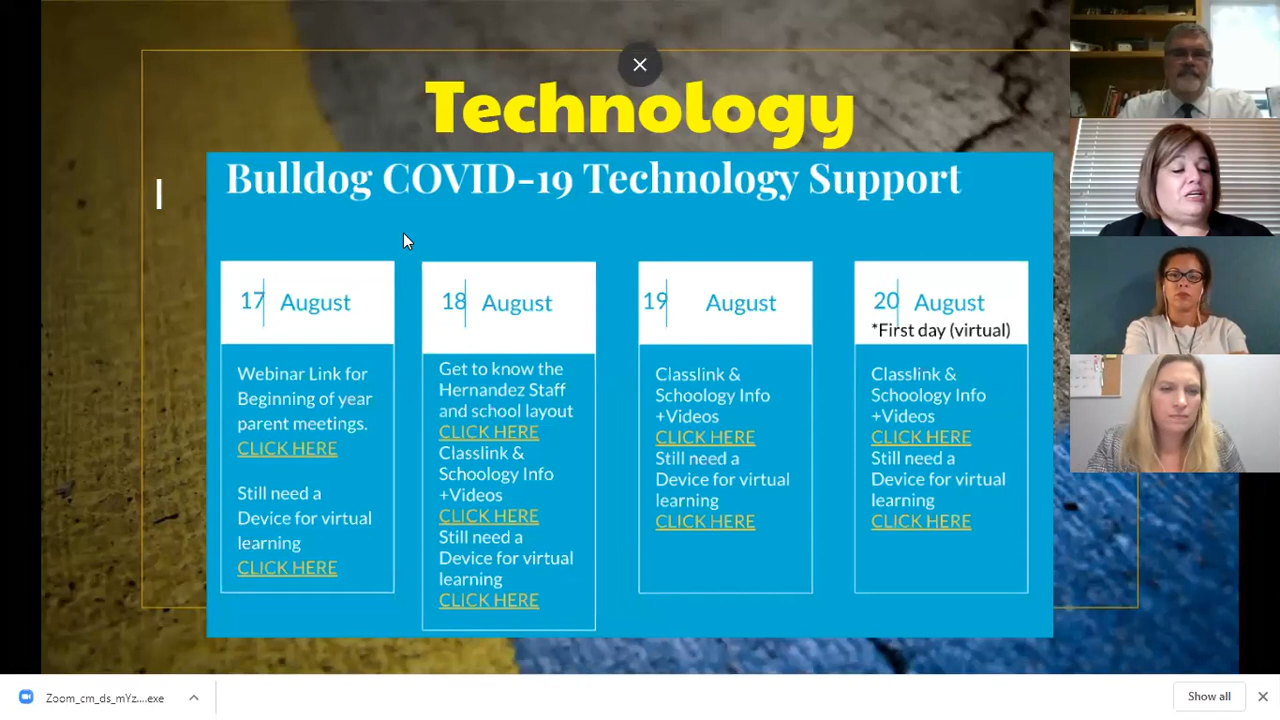 Technology
Bulldog COVID-19 Technology Support
17 August
Webinar Link for
Beginning of year
parent meetings.
CLICK HERE
Still need a
Device for virtual
learning
CLICK HERE
18 August
Get to know the
Hernandez Staff
and school layout
CLICK HERE
Classlink &
Schoology Info
+Videos
CLICK HERE
Still need a
Device for virtual
learning
CLICK HERE
19 August
Classlink &
Schoology Info
+Videos
CLICK HERE
Still need a
Device for virtual
learning
CLICK HERE
20 August
*First day (virtual)
Classlink &
Schoology Info
+Videos
CLICK HERE
Still need a
Device for virtual
learning
CLICK HERE
Zoom_cm_ds_mYz....exe
Show all